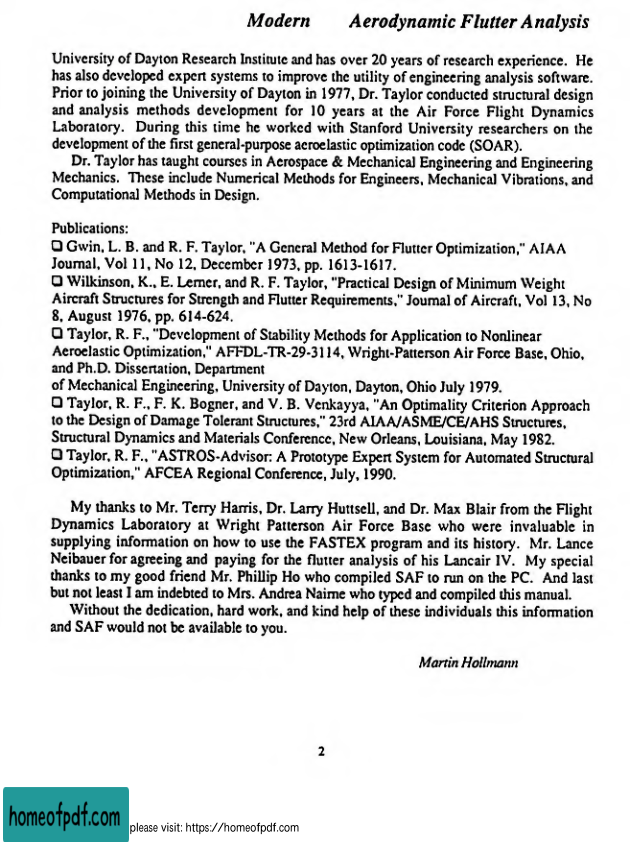 Modern Aerodynamic Flutter Analysis
University of Dayton Research Institute and has over 20 years of research experience. He
has also developed expert systems to improve the utility of engineering analysis software.
Prior to joining the University of Dayton in 1977, Dr. Taylor conducted structural design
and analysis methods development for 10 years at the Air Force Flight Dynamics
Laboratory. During this time he worked with Stanford University researchers on the
development of the first general-purpose aeroelastic optimization code (SOAR).
Dr. Taylor has taught courses in Aerospace & Mechanical Engineering and Engineering
Mechanics. These include Numerical Methods for Engineers, Mechanical Vibrations, and
Computational Methods in Design.
Publications:
❑ Gwin, L. B. and R. F. Taylor, "A General Method for Flutter Optimization," AIAA
Journal, Vol 11, No 12, December 1973, pp. 1613-1617.
❑ Wilkinson, K., E. Lerner, and R. F. Taylor, "Practical Design of Minimum Weight
Aircraft Structures for Strength and Flutter Requirements," Journal of Aircraft, Vol 13, No
8, August 1976, pp. 614-624.
❑ Taylor, R. F., "Development of Stability Methods for Application to Nonlinear
Aeroelastic Optimization," AFFDL-TR-29-3114, Wright-Patterson Air Force Base, Ohio,
and Ph.D. Dissertation, Department
of Mechanical Engineering, University of Dayton, Dayton, Ohio July 1979.
❑ Taylor, R. F., F. K. Bogner, and V. B. Venkayya, "An Optimality Criterion Approach
to the Design of Damage Tolerant Structures," 23rd AIAA/ASME/CE/AHS Structures,
Structural Dynamics and Materials Conference, New Orleans, Louisiana, May 1982.
❑ Taylor, R. F., "ASTROS-Advisor: A Prototype Expert System for Automated Structural
Optimization," AFCEA Regional Conference, July, 1990.
My thanks to Mr. Terry Harris, Dr. Larry Huttsell, and Dr. Max Blair from the Flight
Dynamics Laboratory at Wright Patterson Air Force Base who were invaluable in
supplying information on how to use the FASTEX program and its history. Mr. Lance
Neibauer for agreeing and paying for the flutter analysis of his Lancair IV. My special
thanks to my good friend Mr. Phillip Ho who compiled SAF to run on the PC. And last
but not least I am indebted to Mrs. Andrea Nairne who typed and compiled this manual.
Without the dedication, hard work, and kind help of these individuals this information
and SAF would not be available to you.
Martin Hollmann
2
homeofpdf.com
please visit: https://homeofpdf.com